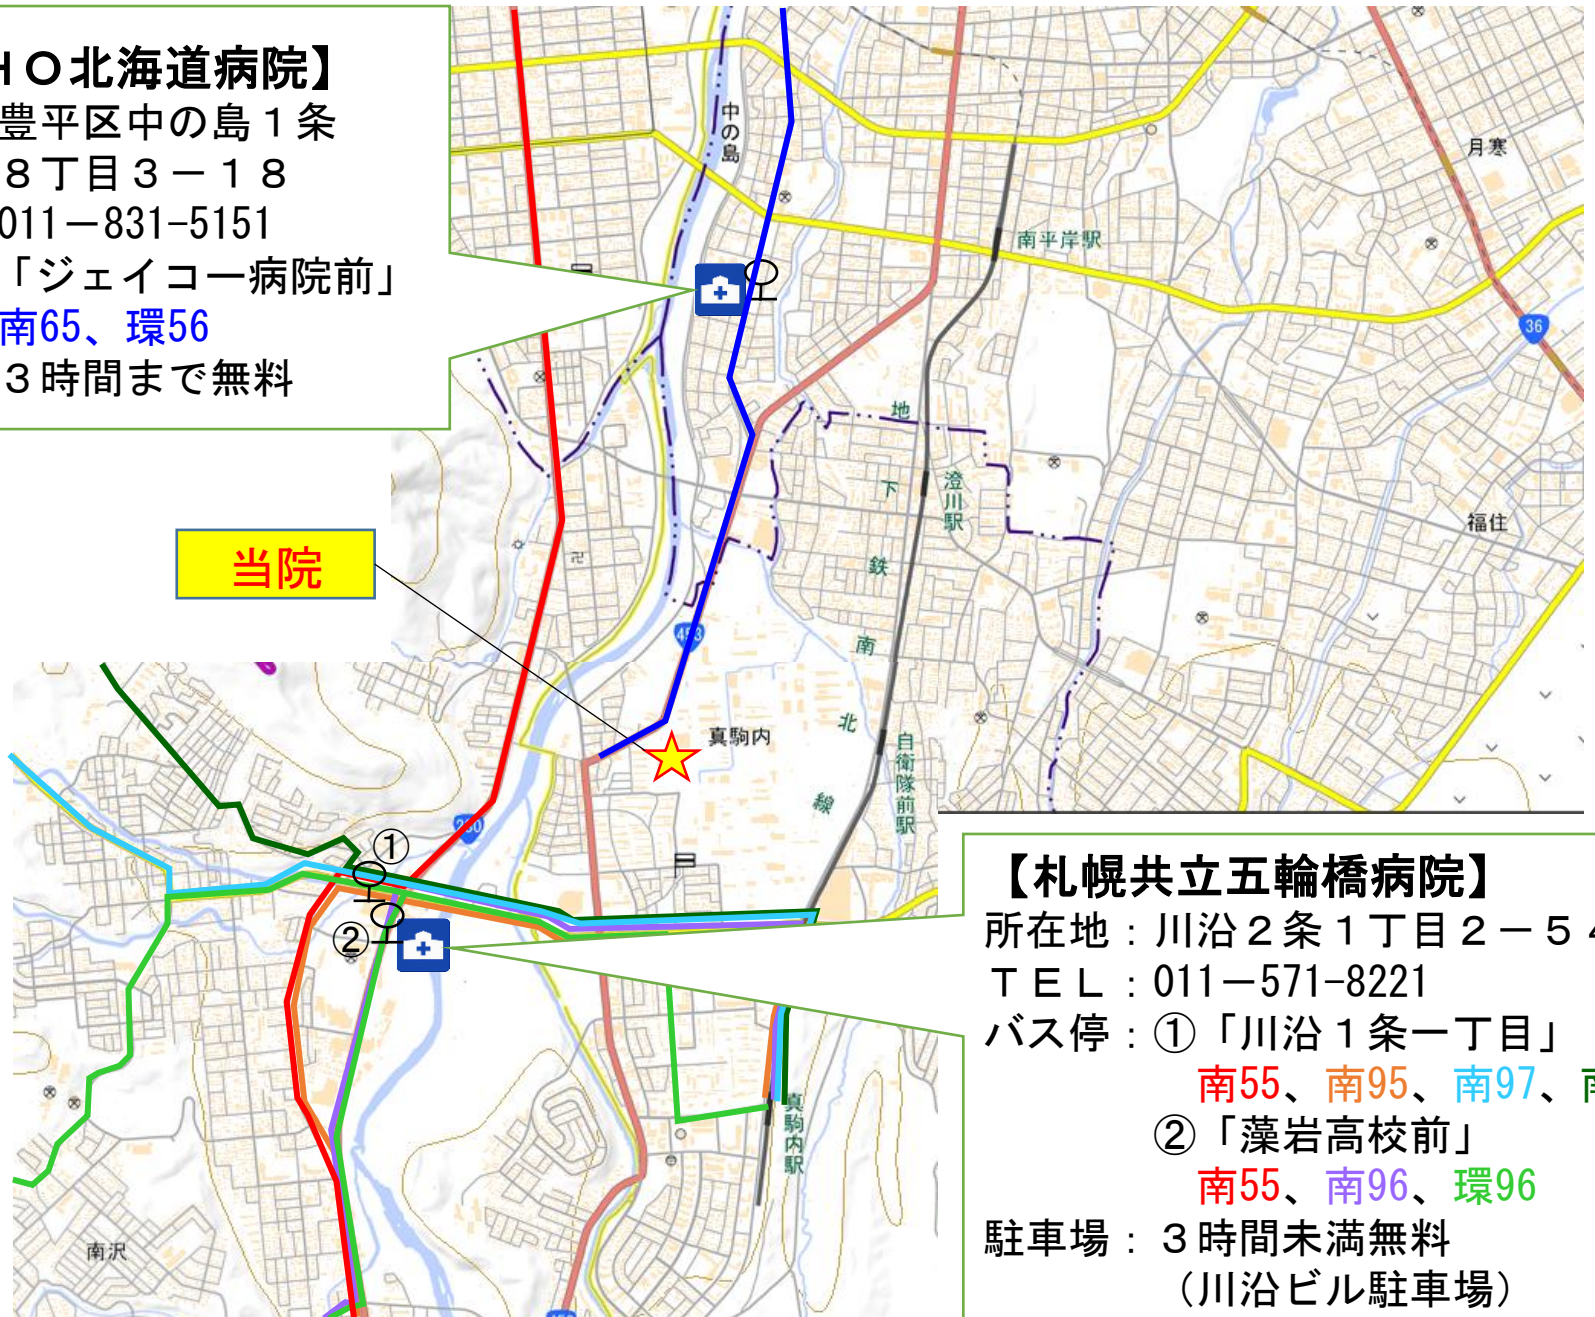 ＨＯ北海道病院】
豊平区中の島１条
８丁目３－１８
011－831-5151
「ジェイコー病院前」
南65、環56
３時間まで無料
中の島
月寒
南平岸駅
36
地下鉄南北線
澄川駅
福住
当院
453
真駒内
自衛隊前駅
230
①
②
真駒内駅
南沢
【札幌共立五輪橋病院】
所在地：川沿２条１丁目２－５４
ＴＥＬ：011－571-8221
バス停：①「川沿１条一丁目」
南55、南95、南97、南
②「藻岩高校前」
南55、南96、環96
駐車場：３時間未満無料
（川沿ビル駐車場）